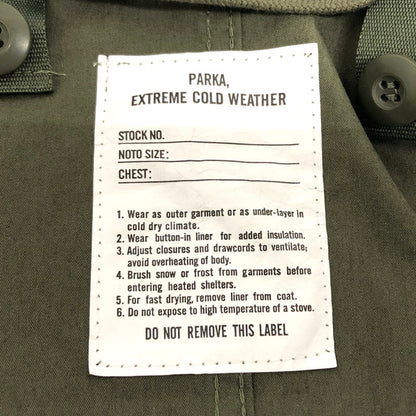 PARKA,
EXTREME COLD WEATHER
STOCK NO.
NOTO SIZE:
CHEST:
1. Wear as outer garment or as under-layer in
cold dry climate.
2. Wear button-in liner for added insulation.
3. Adjust closures and drawcords to ventilate;
avoid overheating of body.
4. Brush snow or frost from garments before
entering heated shelters.
5. For fast drying, remove liner from coat.
6. Do not expose to high temperature of a stove.
DO NOT REMOVE THIS LABEL